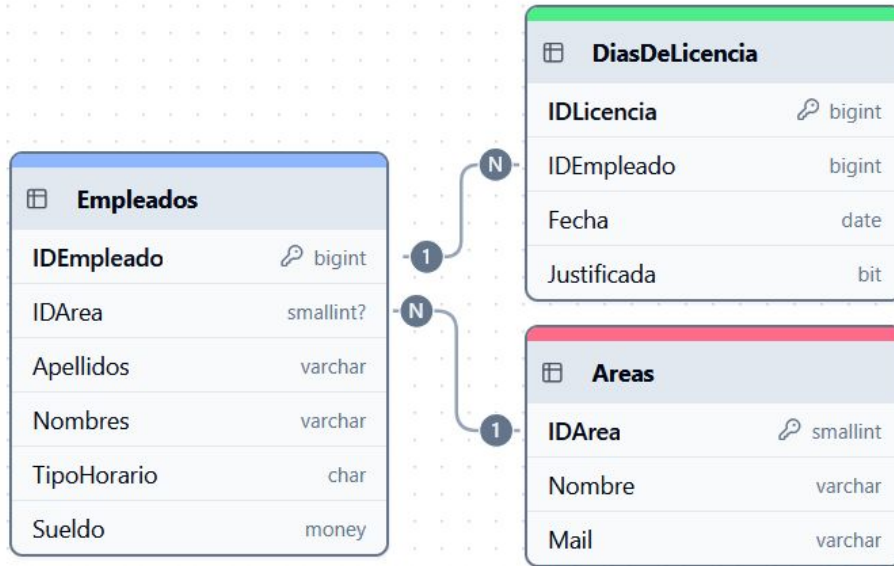 Empleados
IDEmpleado bigint
IDArea smallint?
Apellidos varchar
Nombres varchar
TipoHorario char
Sueldo money
1
N
N
1
DiasDeLicencia
IDLicencia bigint
IDEmpleado bigint
Fecha date
Justificada bit
Areas
IDArea smallint
Nombre varchar
Mail varchar